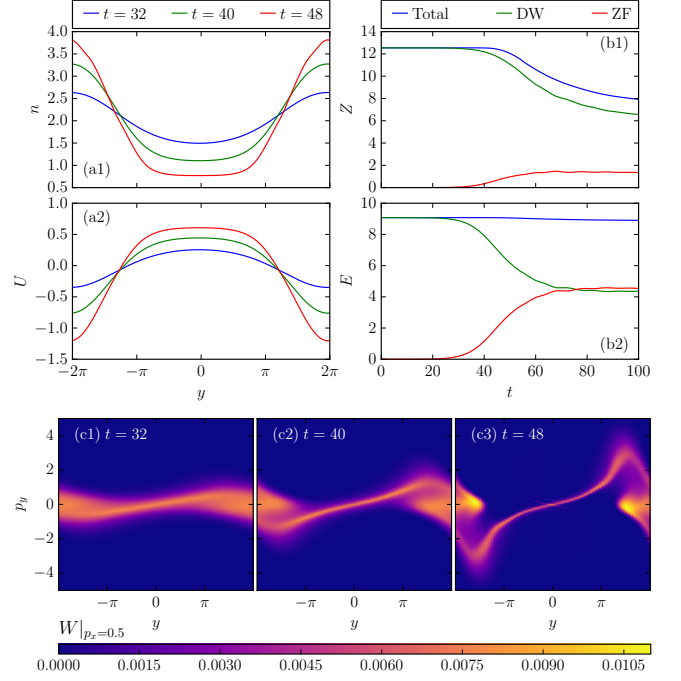 t = 32 t = 40 t = 48
Total DW ZF
4.0
3.5
3.0
2.5
2.0
1.5
1.0
0.5
n
(a1)
14
12
10
8
6
4
2
0
Z
(b1)
0.5
0.0
−0.5
−1.0
−1.5
U
(a2)
−2π −π 0 π 2π
y
10
8
6
4
2
0
E
(b2)
0 20 40 60 80 100
t
4
2
0
−2
−4
p_y
(c1) t = 32
(c2) t = 40
(c3) t = 48
−π 0 π
−π 0 π
−π 0 π
y y y
W|_{p_x=0.5}
0.0000 0.0015 0.0030 0.0045 0.0060 0.0075 0.0090 0.0105